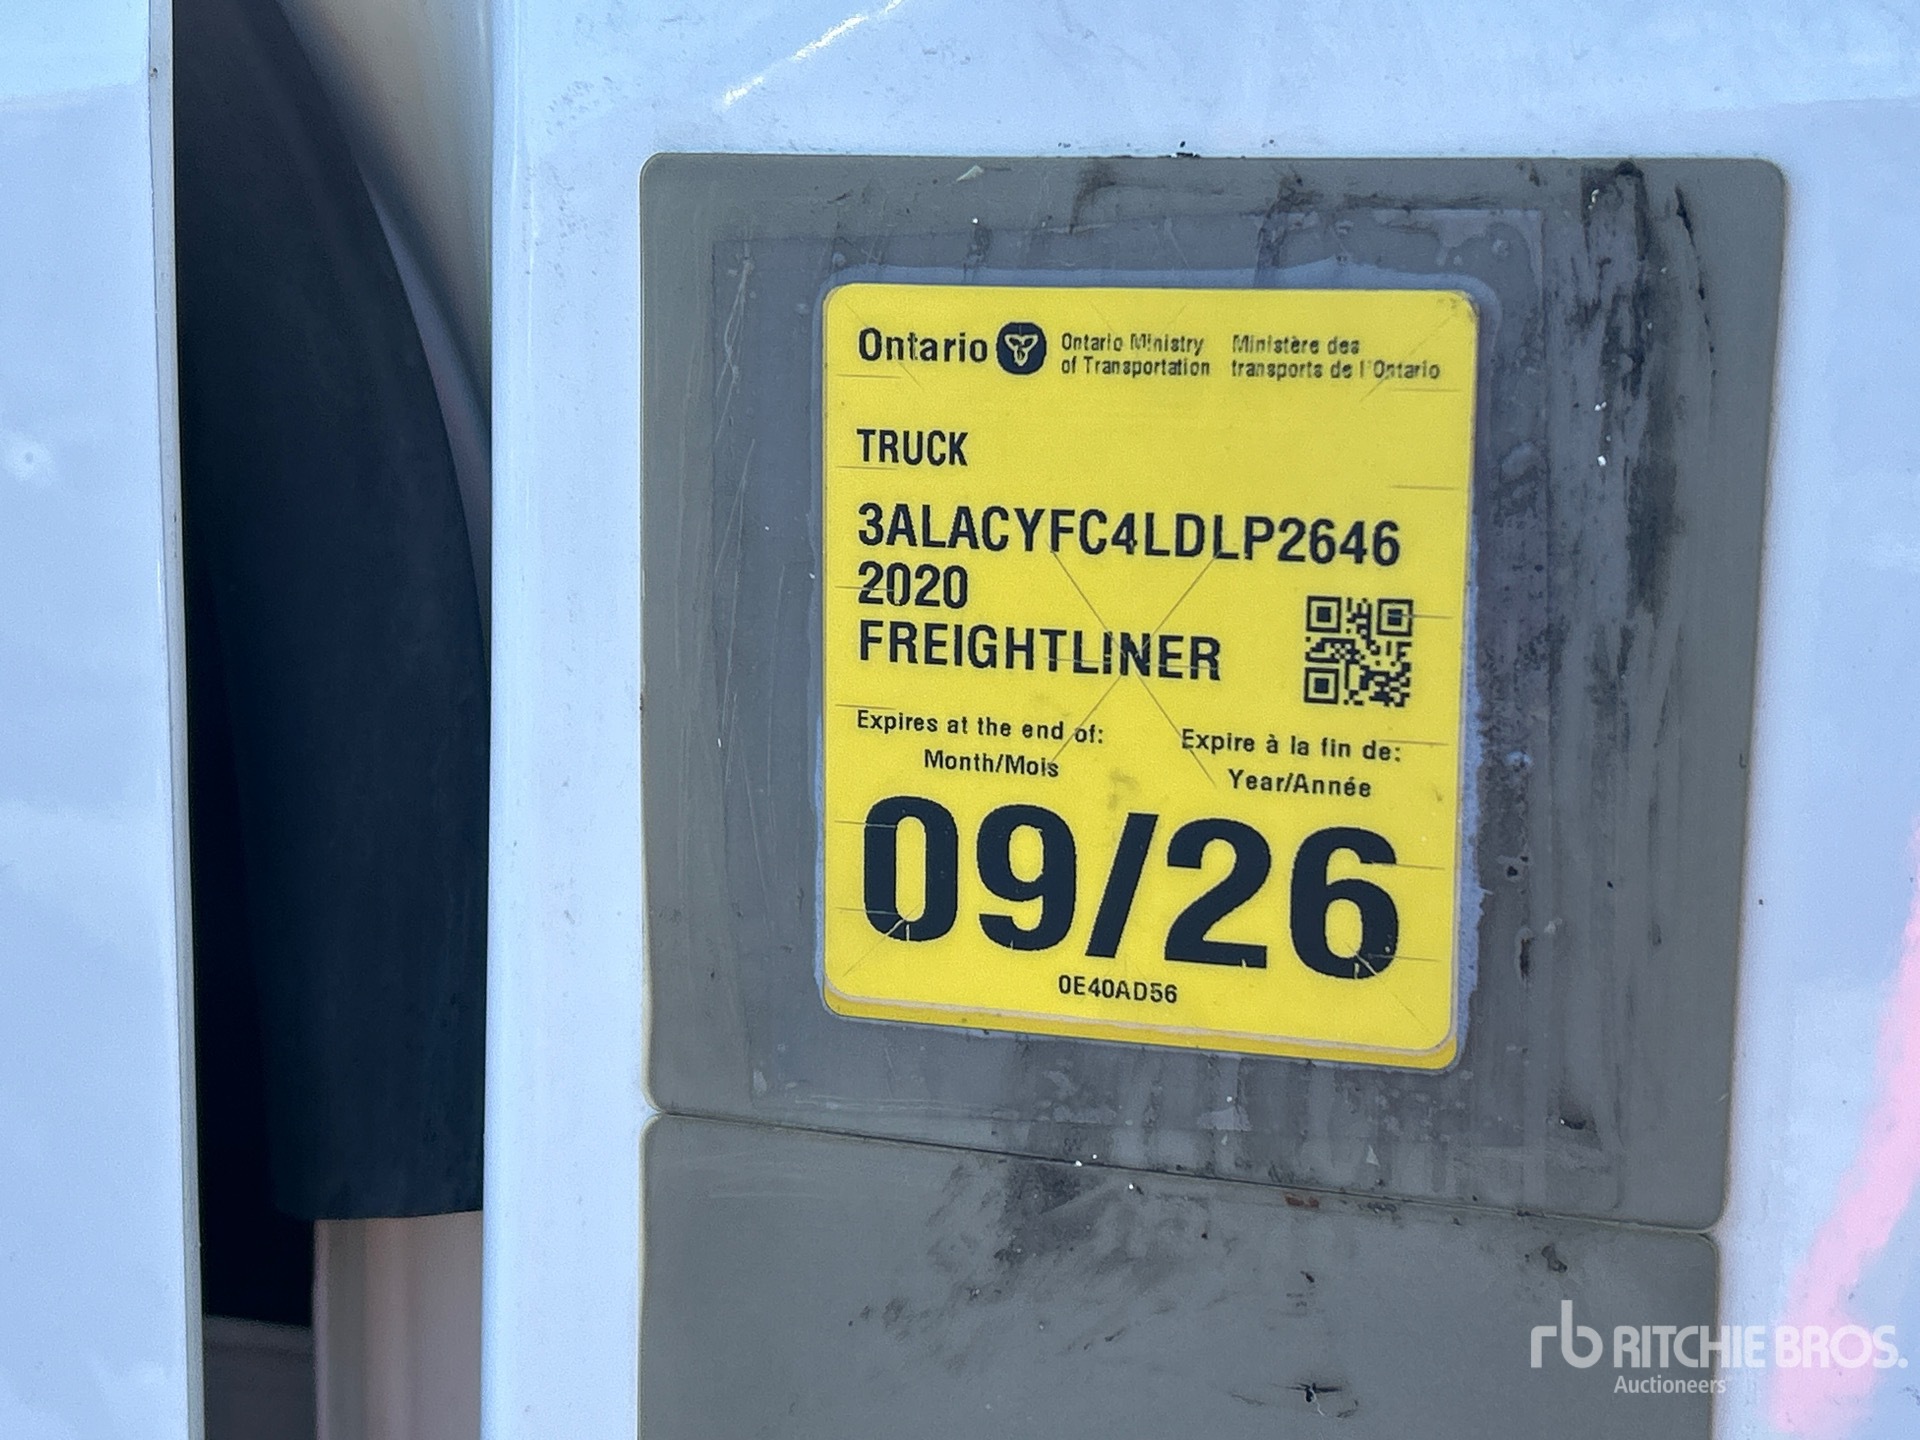 Ontario
Ontario Ministry of Transportation
Ministère des transports de l'Ontario
TRUCK
3ALACYFC4LDLP2646
2020
FREIGHTLINER
Expires at the end of:
Expire à la fin de:
Month/Mois
Year/Année
09/26
0E40AD56
rb RITCHIE BROS.
Auctioneers